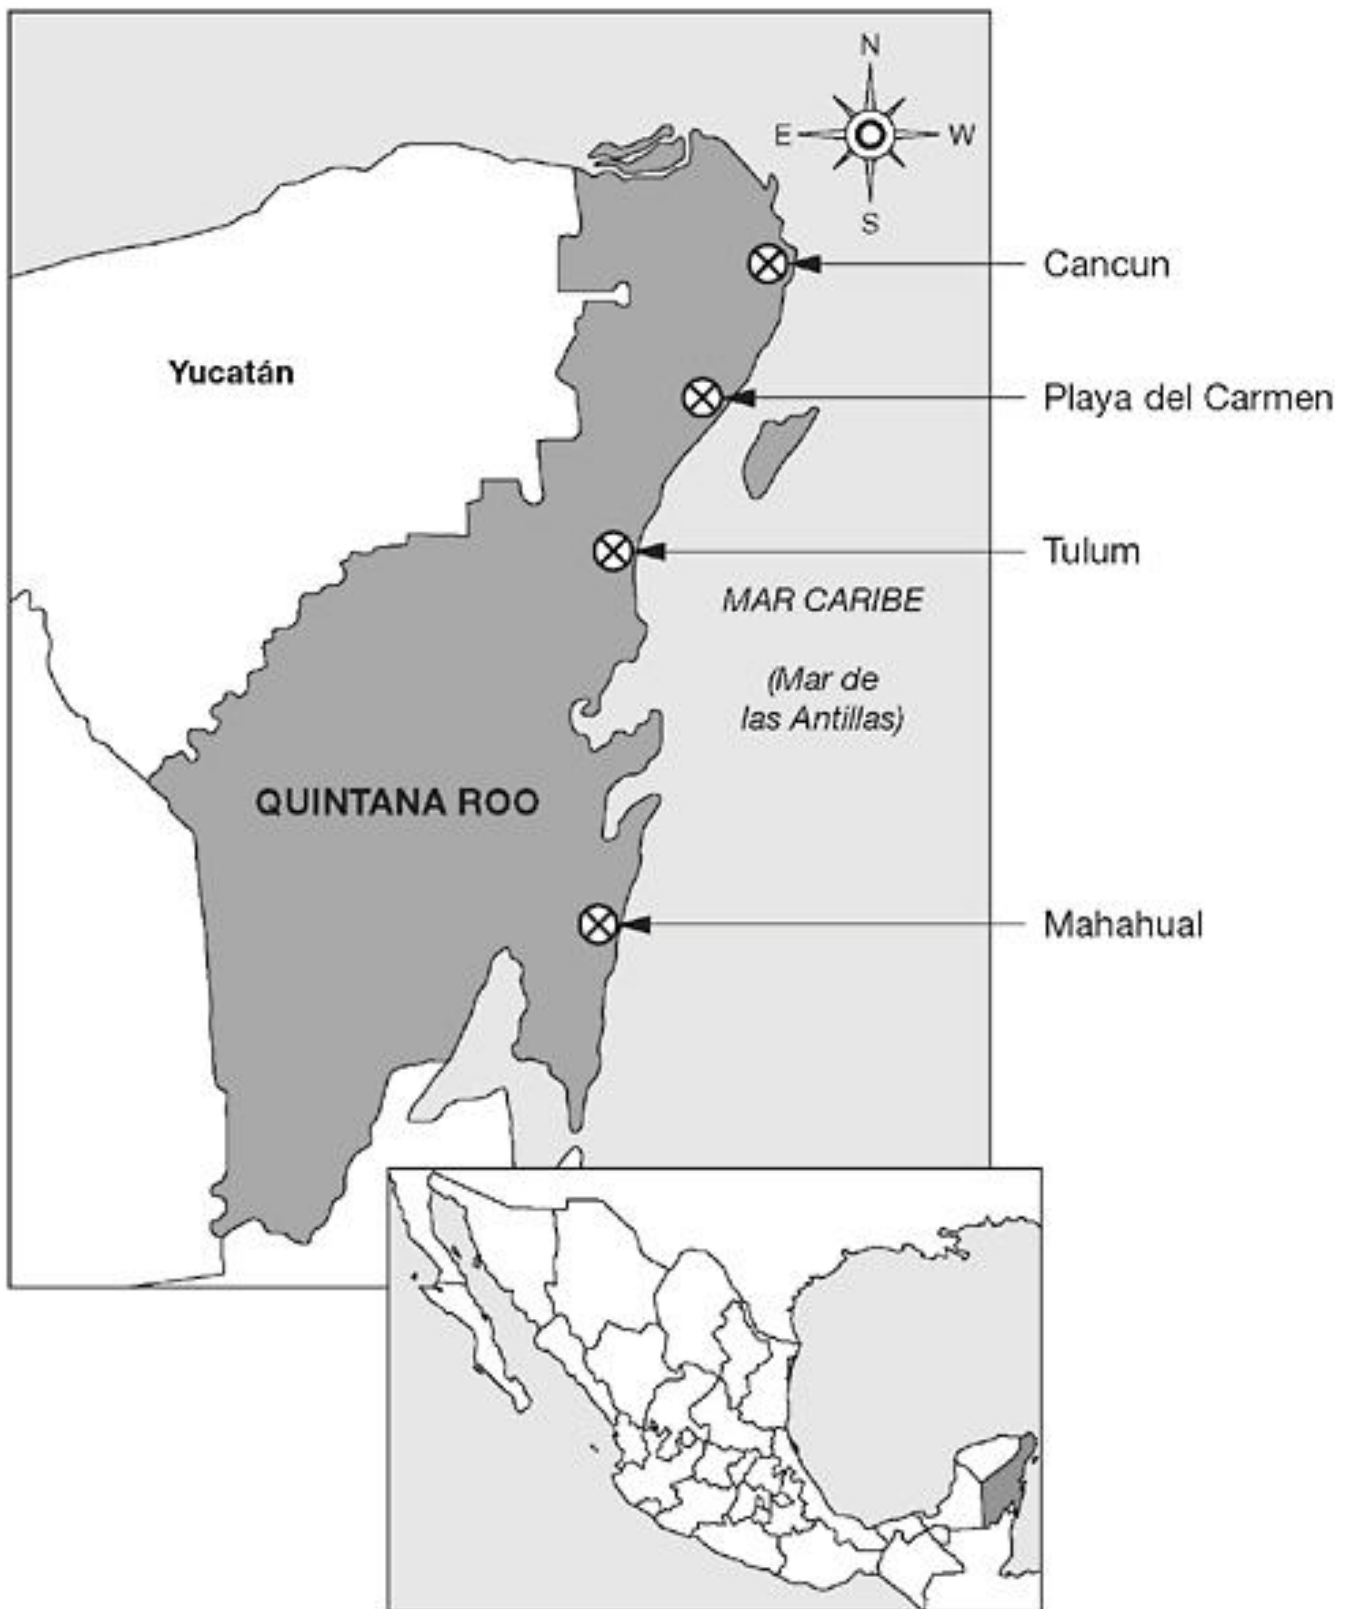 N
E W
S
Cancun
Yucatán
Playa del Carmen
Tulum
MAR CARIBE
(Mar de
las Antillas)
QUINTANA ROO
Mahahual